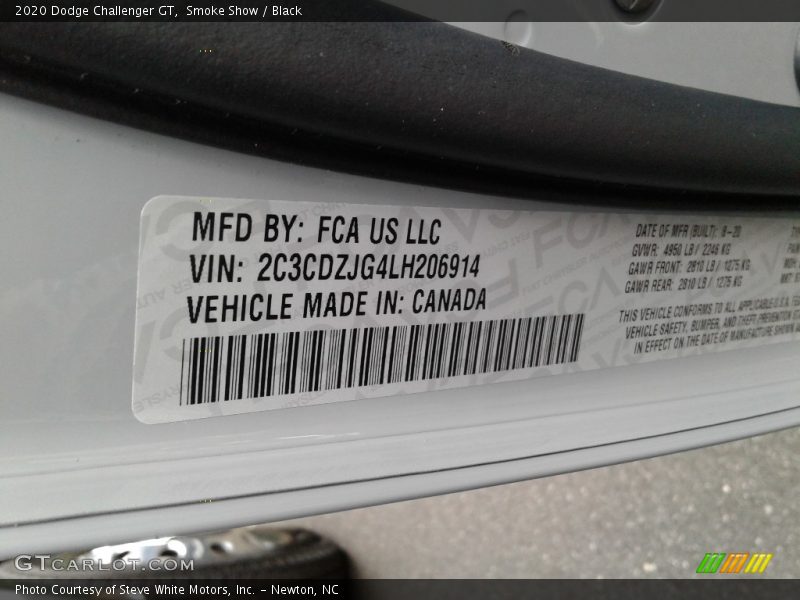 2020 Dodge Challenger GT, Smoke Show / Black
MFD BY: FCA US LLC
VIN: 2C3CDZJG4LH206914
VEHICLE MADE IN: CANADA
DATE OF MFR (BUILT): 8-20
GVWR: 4950 LB / 2246 KG
GAWR FRONT: 2810 LB / 1275 KG
GAWR REAR: 2810 LB / 1275 KG
THIS VEHICLE CONFORMS TO ALL APPLICABLE U.S.A.
VEHICLE SAFETY, BUMPER, AND THEFT PREVENTION
IN EFFECT ON THE DATE OF MANUFACTURE SHOWN
GTCARLOT.COM
Photo Courtesy of Steve White Motors, Inc. – Newton, NC